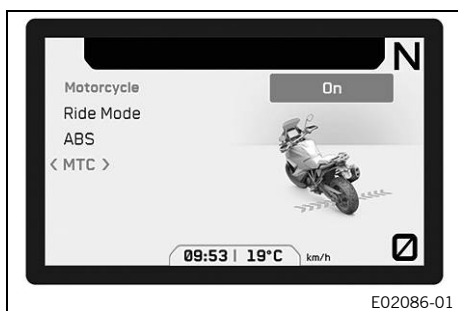 N
Motorcycle
On
Ride Mode
ABS
< MTC >
09:53 | 19°C km/h
0
E02086-01